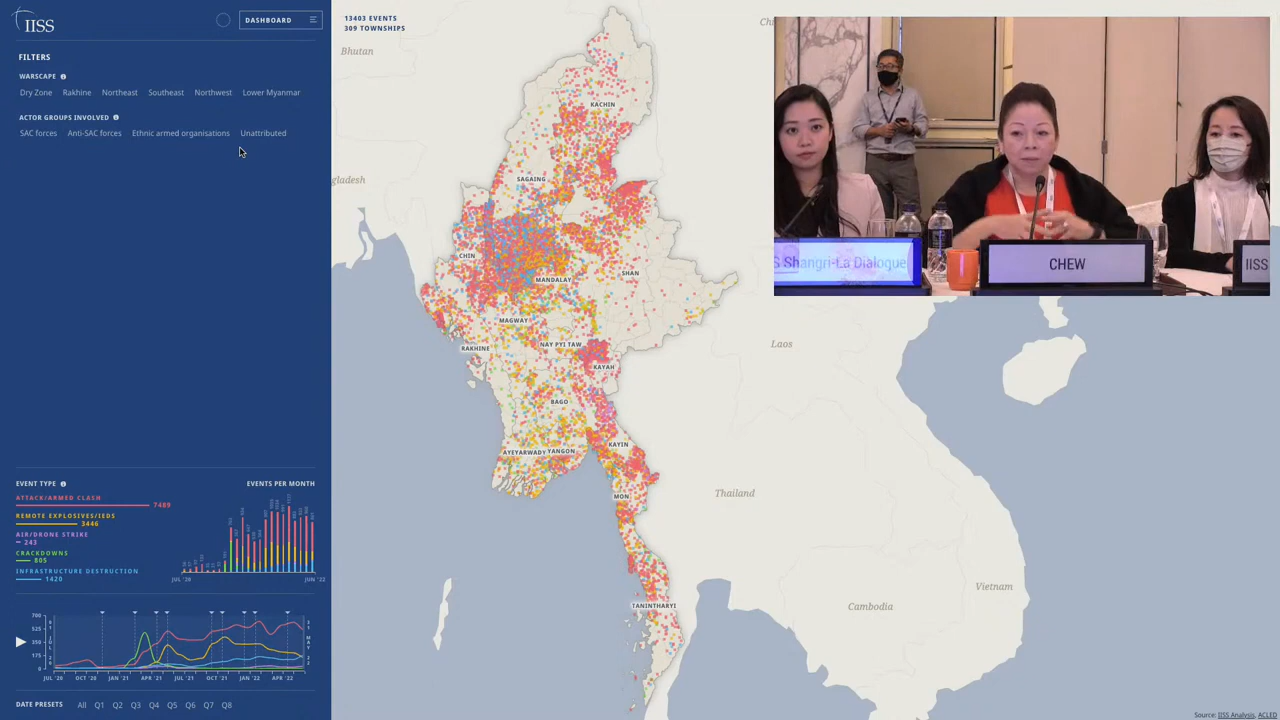 IISS
DASHBOARD
FILTERS
WARSCAPE
Dry Zone Rakhine Northeast Southeast Northwest Lower Myanmar
ACTOR GROUPS INVOLVED
SAC forces Anti-SAC forces Ethnic armed organisations Unattributed
EVENT TYPE EVENTS PER MONTH
ATTACK/ARMED CLASH
7489
REMOTE EXPLOSIVES/IEDS
3446
AIR/DRONE STRIKE
243
CRACKDOWNS
805
INFRASTRUCTURE DESTRUCTION
1420
JUL '20 JUN '22
700
525
350
175
0
JUL '20 OCT '20 JAN '21 APR '21 JUL '21 OCT '21 JAN '22 APR '22
DATE PRESETS All Q1 Q2 Q3 Q4 Q5 Q6 Q7 Q8
13403 EVENTS
309 TOWNSHIPS
Bhutan
Chi
gladesh
KACHIN
SAGAING
CHIN
SHAN
MANDALAY
MAGWAY
NAY PYI TAW
RAKHINE
KAYAH
BAGO
KAYIN
AYEYARWADY YANGON
MON
TANINTHARYI
Laos
Thailand
Vietnam
Cambodia
S Shangri-La Dialogue
CHEW
IISS
Source: IISS Analysis, ACLED